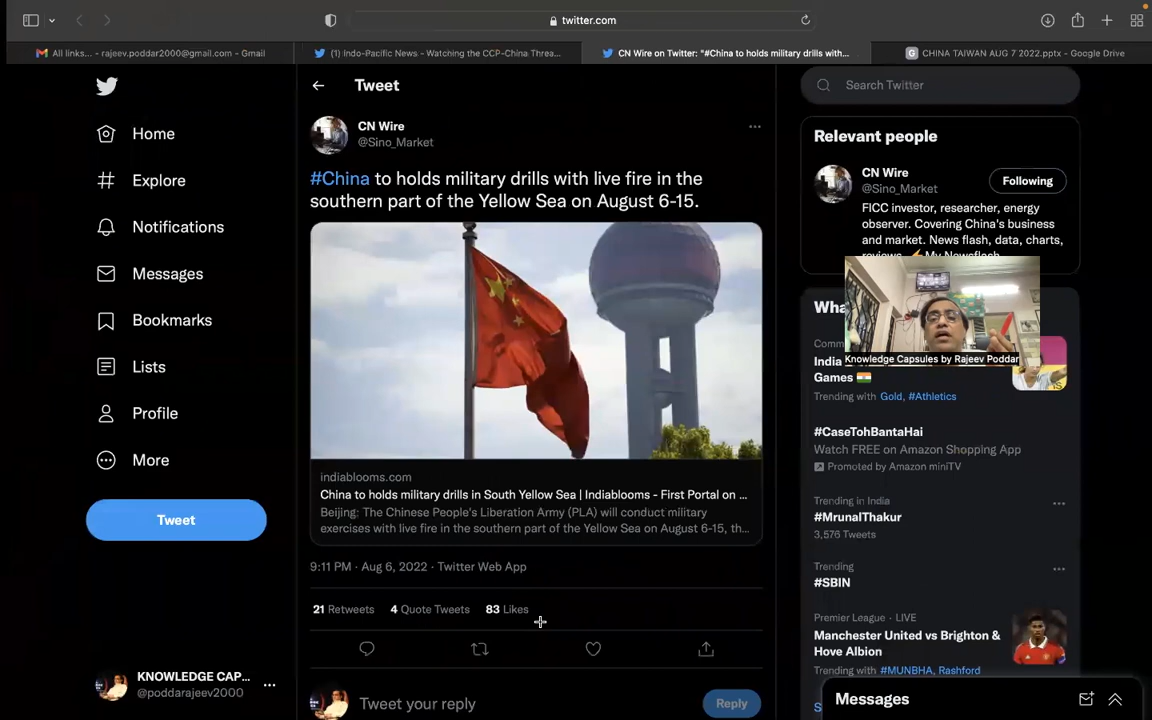 twitter.com
All links... - rajeev.poddar2000@gmail.com - Gmail
(1) Indo-Pacific News - Watching the CCP-China Threa...
CN Wire on Twitter: "#China to holds military drills with...
G
CHINA TAIWAN AUG 7 2022.pptx - Google Drive
Home
Explore
Notifications
Messages
Bookmarks
Lists
Profile
More
Tweet
KNOWLEDGE CAP...
@poddarajeev2000
Tweet
CN Wire
@Sino_Market
#China to holds military drills with live fire in the
southern part of the Yellow Sea on August 6-15.
indiablooms.com
China to holds military drills in South Yellow Sea | Indiablooms - First Portal on ...
Beijing: The Chinese People's Liberation Army (PLA) will conduct military
exercises with live fire in the southern part of the Yellow Sea on August 6-15, th...
9:11 PM · Aug 6, 2022 · Twitter Web App
21 Retweets 4 Quote Tweets 83 Likes
Tweet your reply
Reply
Search Twitter
Relevant people
CN Wire
@Sino_Market
Following
FICC investor, researcher, energy
observer. Covering China's business
and market. News flash, data, charts,
reviews. ⚡My Newsflash
Knowledge Capsules by Rajeev Poddar
Games 🇮🇳
Trending with Gold, #Athletics
#CaseTohBantaHai
Watch FREE on Amazon Shopping App
Promoted by Amazon miniTV
Trending in India
#MrunalThakur
3,576 Tweets
Trending
#SBIN
Premier League · LIVE
Manchester United vs Brighton &
Hove Albion
Trending with #MUNBHA, Rashford
Messages